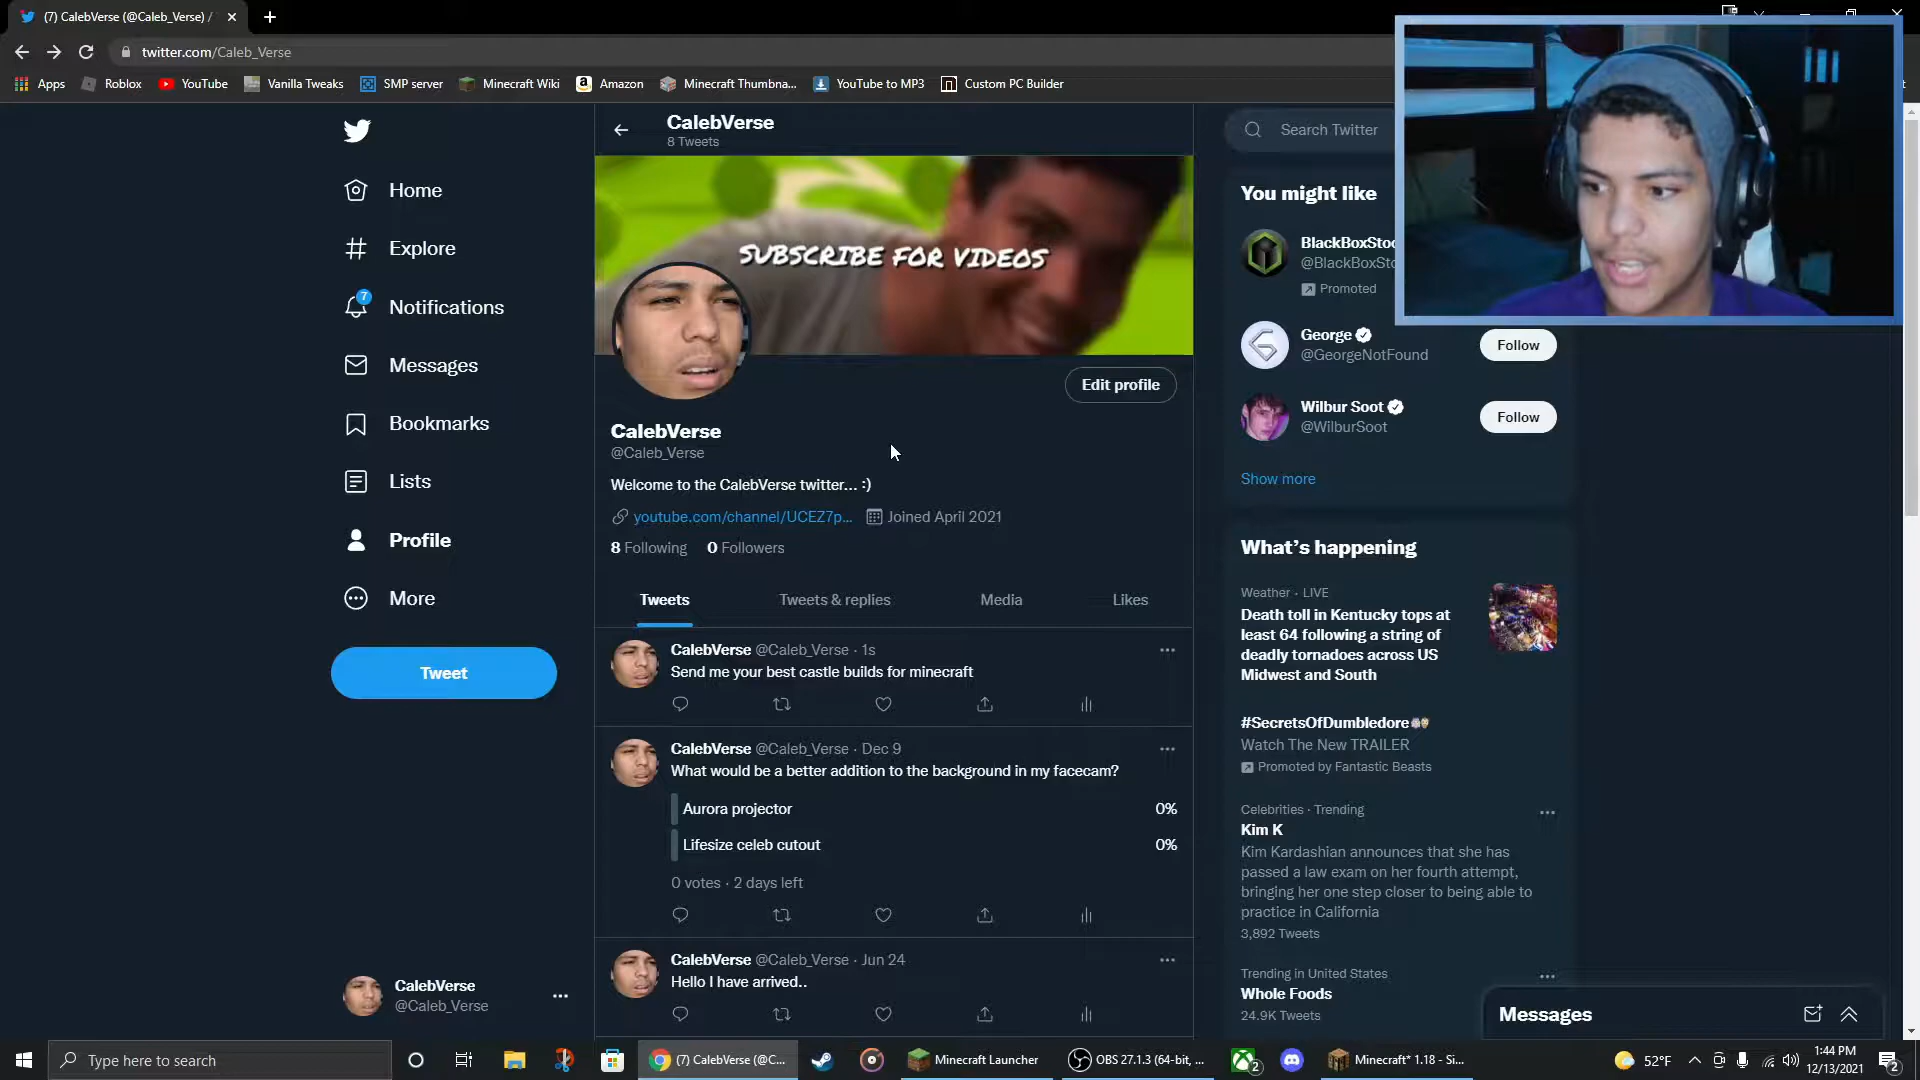 (7) CalebVerse (@Caleb_Verse) /
twitter.com/Caleb_Verse
Apps
Roblox
YouTube
Vanilla Tweaks
SMP server
Minecraft Wiki
Amazon
Minecraft Thumbna...
YouTube to MP3
Custom PC Builder
Home
Explore
7
Notifications
Messages
Bookmarks
Lists
Profile
More
Tweet
CalebVerse
@Caleb_Verse
CalebVerse
8 Tweets
SUBSCRIBE FOR VIDEOS
Edit profile
CalebVerse
@Caleb_Verse
Welcome to the CalebVerse twitter... :)
youtube.com/channel/UCEZ7p... Joined April 2021
8 Following 0 Followers
Tweets Tweets & replies Media Likes
CalebVerse @Caleb_Verse · 1s
Send me your best castle builds for minecraft
CalebVerse @Caleb_Verse · Dec 9
What would be a better addition to the background in my facecam?
Aurora projector 0%
Lifesize celeb cutout 0%
0 votes · 2 days left
CalebVerse @Caleb_Verse · Jun 24
Hello I have arrived..
Search Twitter
You might like
BlackBoxStoc
@BlackBoxSto
Promoted
George
@GeorgeNotFound
Follow
Wilbur Soot
@WilburSoot
Follow
Show more
What's happening
Weather · LIVE
Death toll in Kentucky tops at
least 64 following a string of
deadly tornadoes across US
Midwest and South
#SecretsOfDumbledore
Watch The New TRAILER
Promoted by Fantastic Beasts
Celebrities · Trending
Kim K
Kim Kardashian announces that she has
passed a law exam on her fourth attempt,
bringing her one step closer to being able to
practice in California
3,892 Tweets
Trending in United States
Whole Foods
24.9K Tweets
Messages
Type here to search
(7) CalebVerse (@C...
Minecraft Launcher
OBS 27.1.3 (64-bit, ...
2
Minecraft* 1.18 - Si...
52°F
1:44 PM
12/13/2021
2